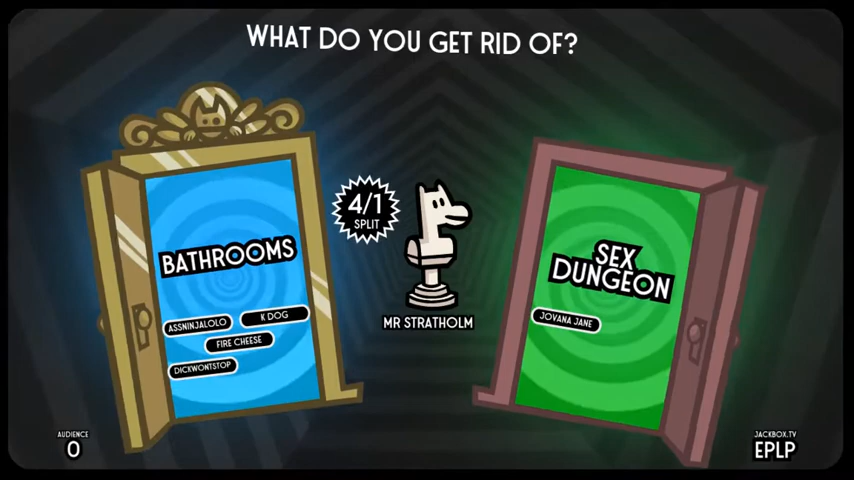 WHAT DO YOU GET RID OF?
BATHROOMS
ASSNINJALOLO
K DOG
FIRE CHEESE
DICKWONTSTOP
4/1
SPLIT
MR STRATHOLM
SEX
DUNGEON
JOVANA JANE
AUDIENCE
0
JACKBOX.TV
EPLP